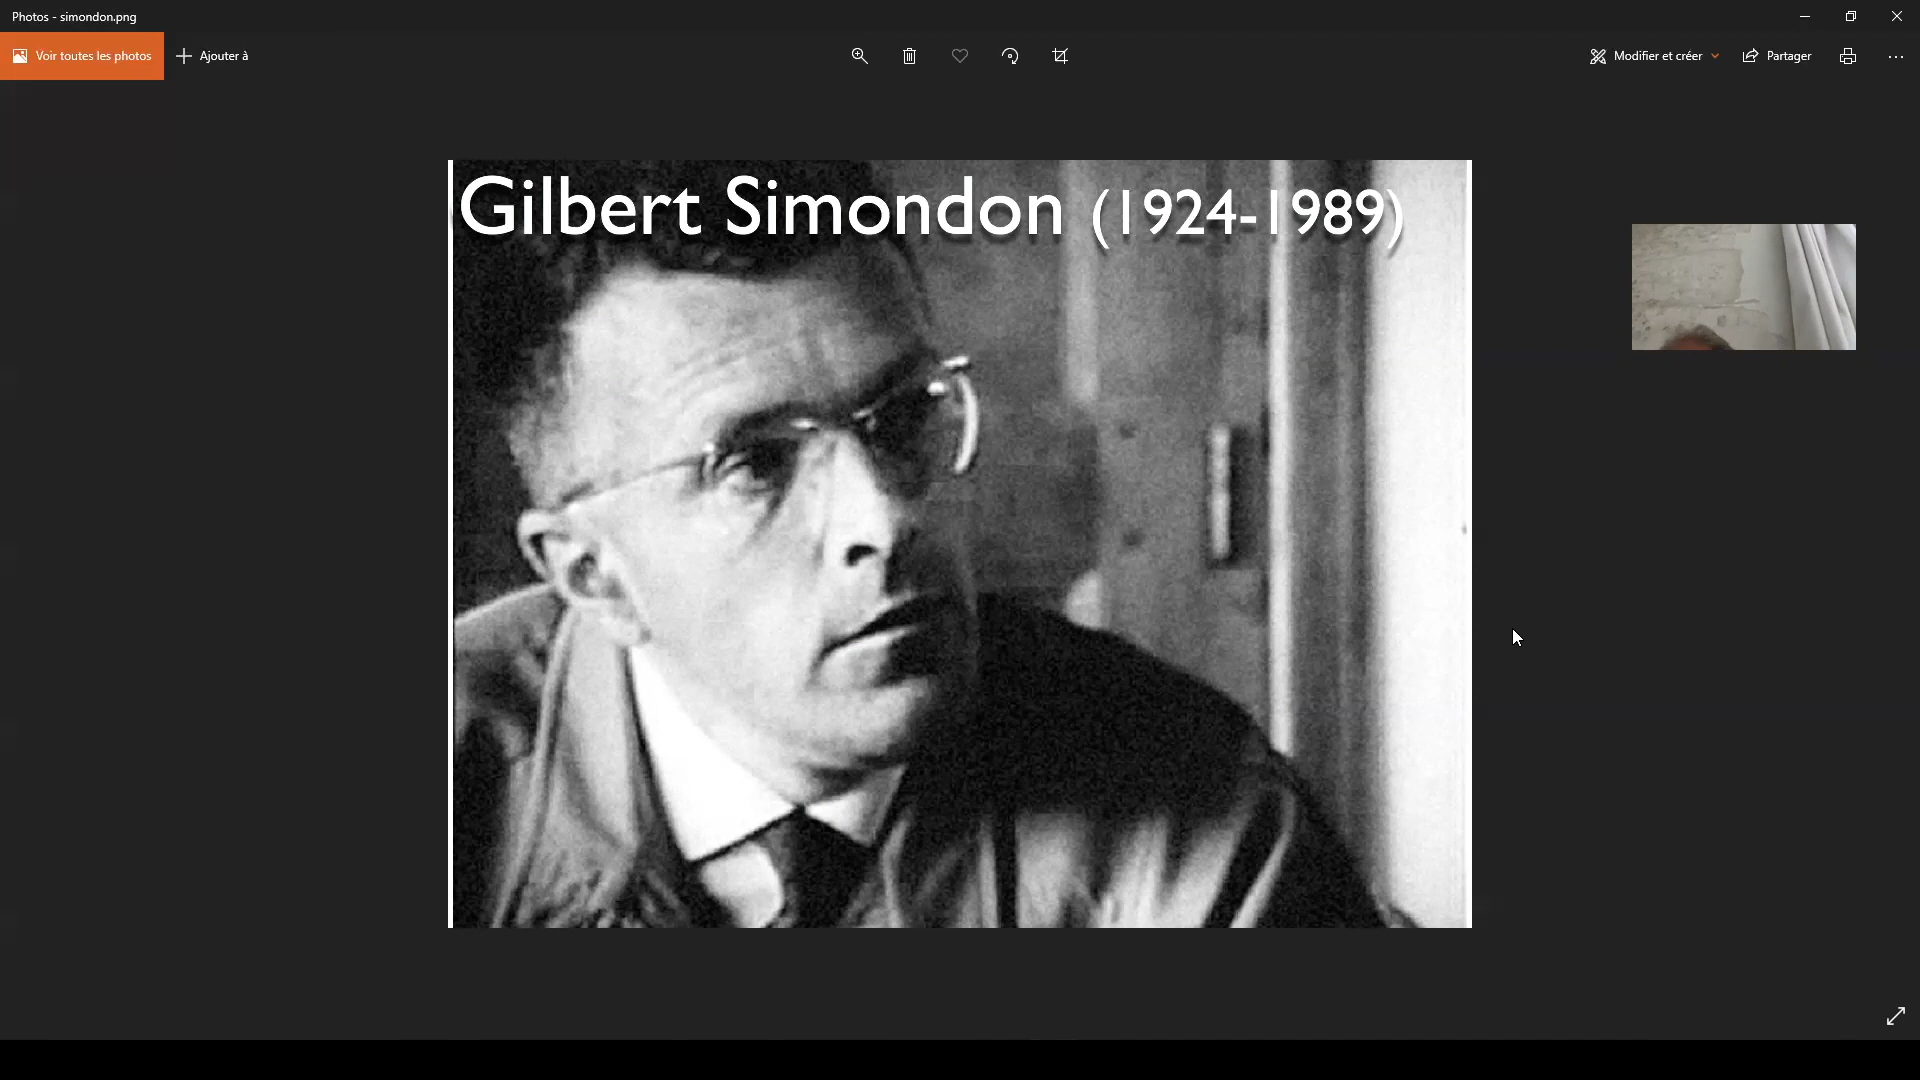 Photos - simondon.png
Voir toutes les photos
Ajouter à
Modifier et créer
Partager
Gilbert Simondon (1924-1989)